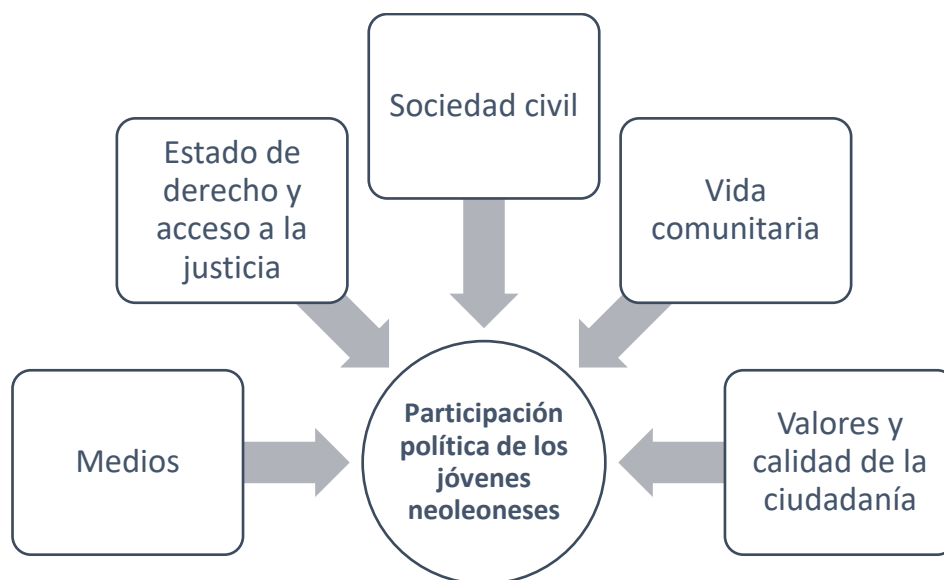 Sociedad civil
Estado de
derecho y
acceso a la
justicia
Vida
comunitaria
Medios
Participación
política de los
jóvenes
neoleoneses
Valores y
calidad de la
ciudadanía